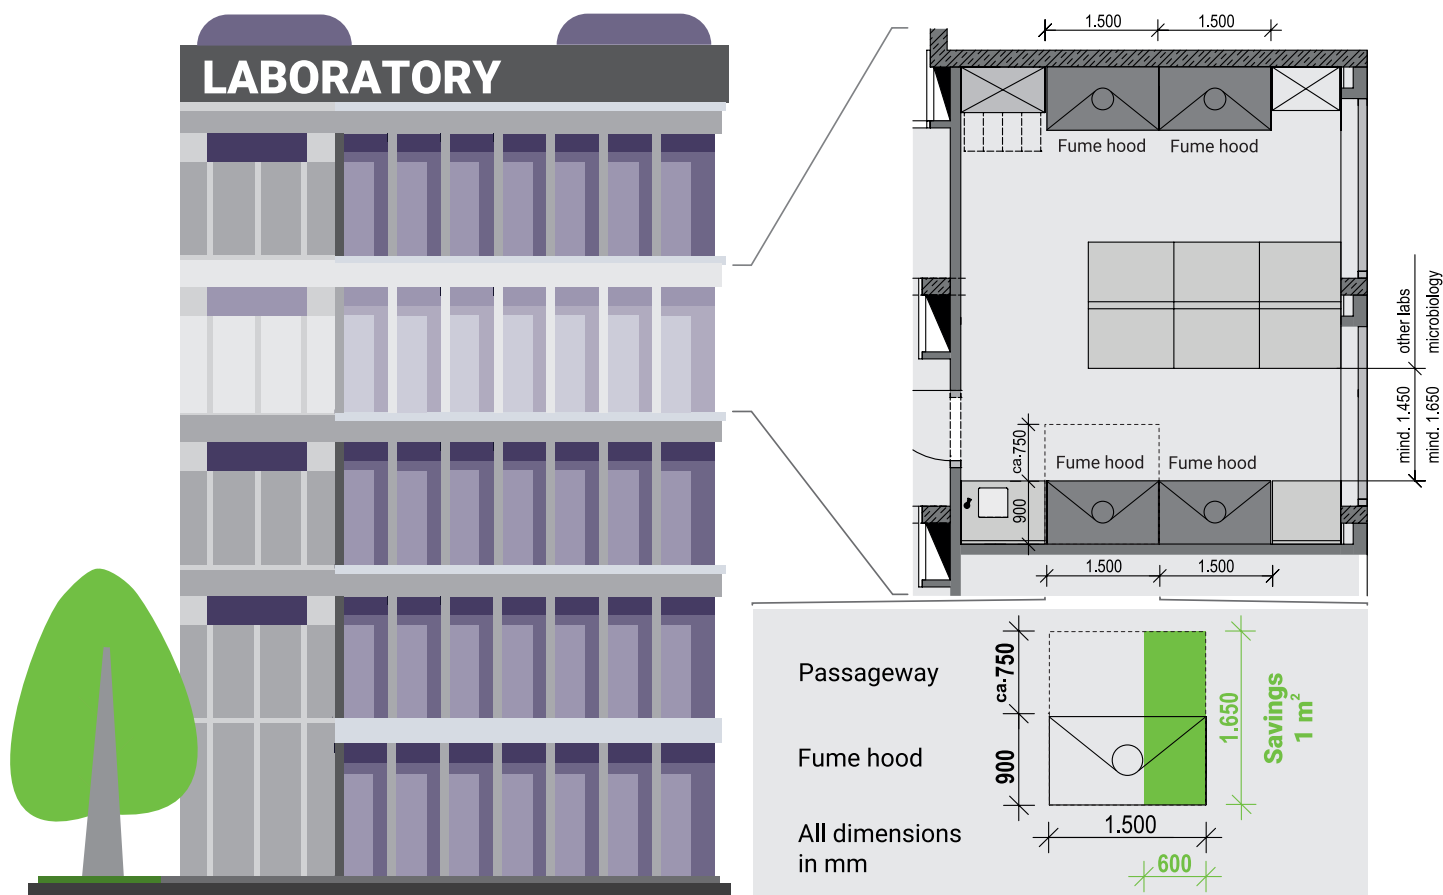 LABORATORY
1.500
1.500
Fume hood
Fume hood
other labs
microbiology
mind. 1.450
mind. 1.650
ca.750
900
Fume hood
Fume hood
1.500
1.500
Passageway
ca.750
Fume hood
900
All dimensions
in mm
1.500
600
1.650
Savings
1 m²